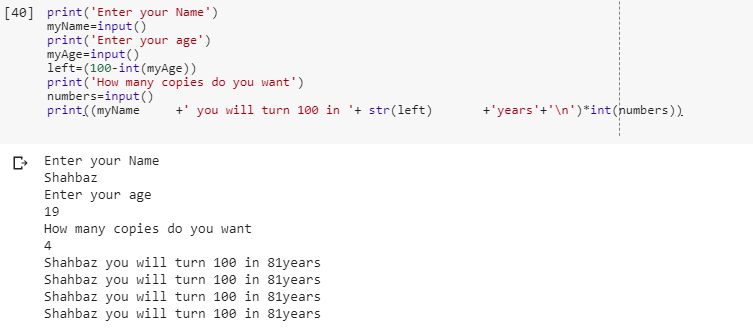 [40] print('Enter your Name')
myName=input()
print('Enter your age')
myAge=input()
left=(100-int(myAge))
print('How many copies do you want')
numbers=input()
print((myName     +' you will turn 100 in '+ str(left)       +'years'+'\n')*int(numbers))
Enter your Name
Shahbaz
Enter your age
19
How many copies do you want
4
Shahbaz you will turn 100 in 81years
Shahbaz you will turn 100 in 81years
Shahbaz you will turn 100 in 81years
Shahbaz you will turn 100 in 81years